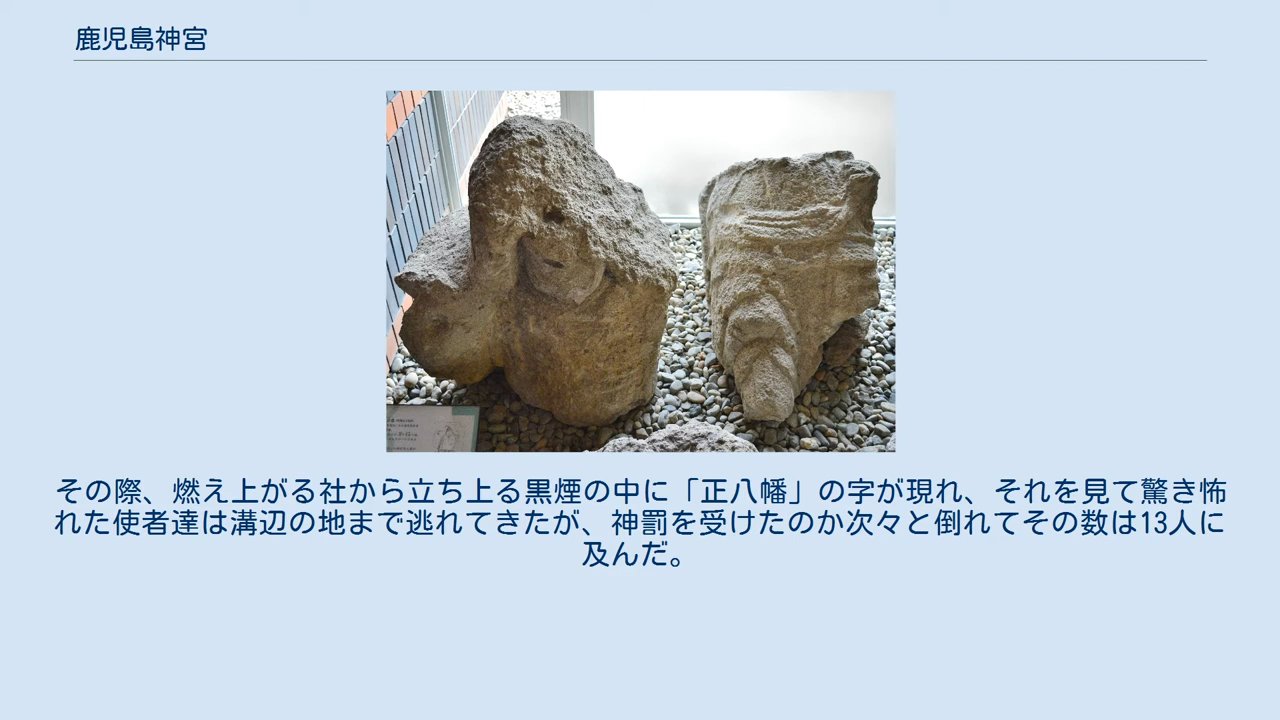 鹿児島神宮
その際、燃え上がる社から立ち上る黒煙の中に「正八幡」の字が現れ、それを見て驚き怖
れた使者達は溝辺の地まで逃れてきたが、神罰を受けたのか次々と倒れてその数は13人に
及んだ。